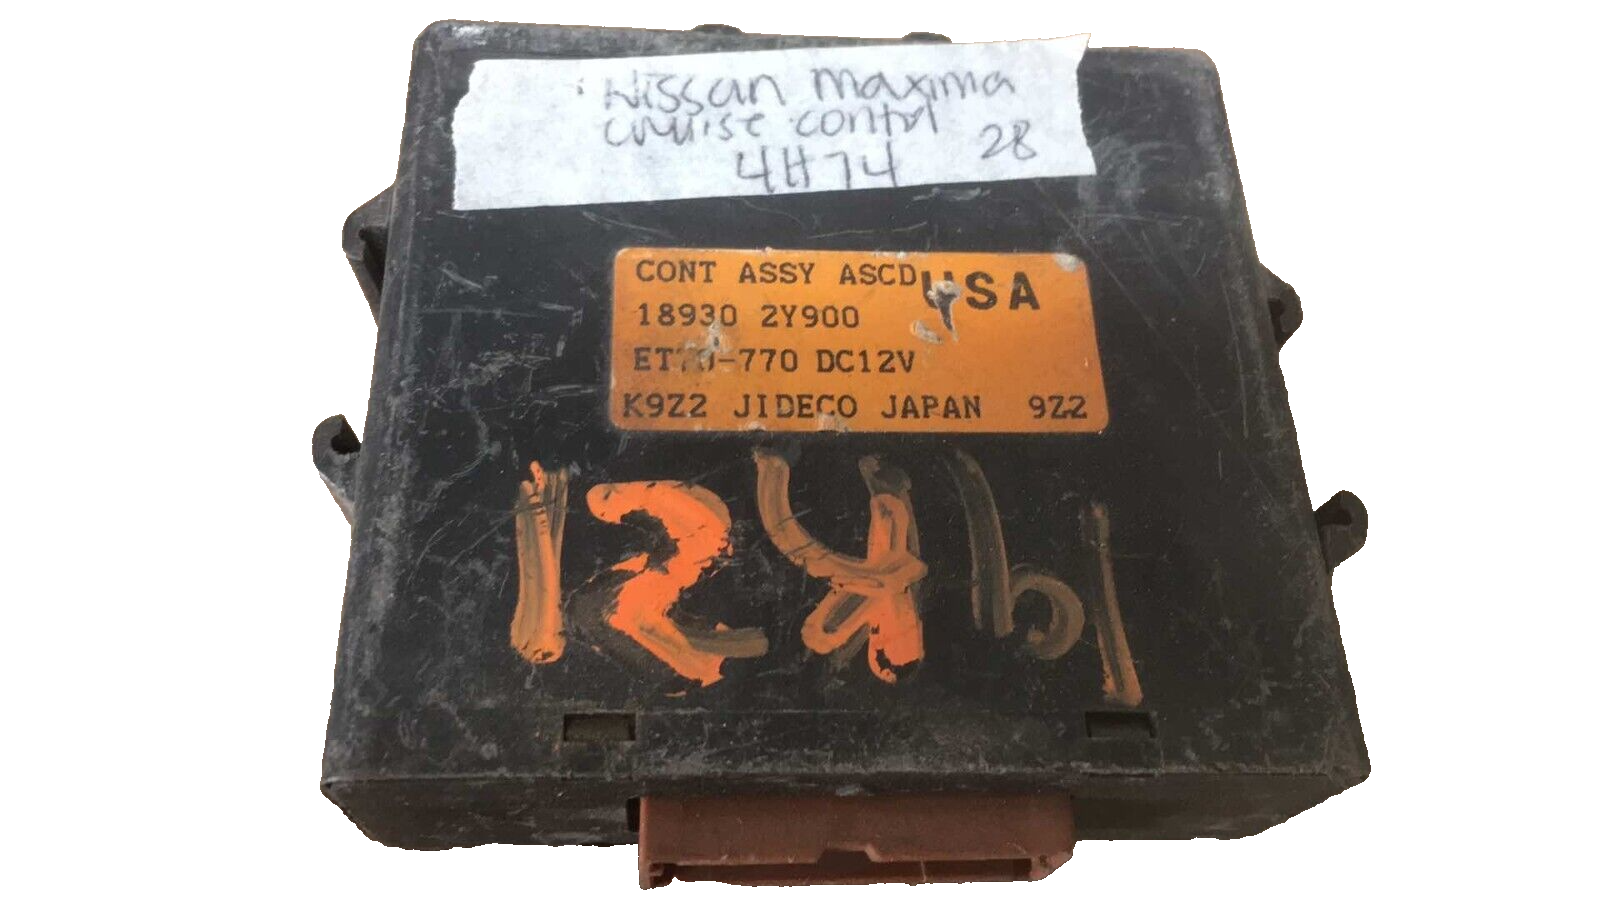 Nissan maxima
cruise control 28
4H74
CONT ASSY ASCD USA
18930 2Y900
DC12V
K9Z2 JIDECO JAPAN 9Z2